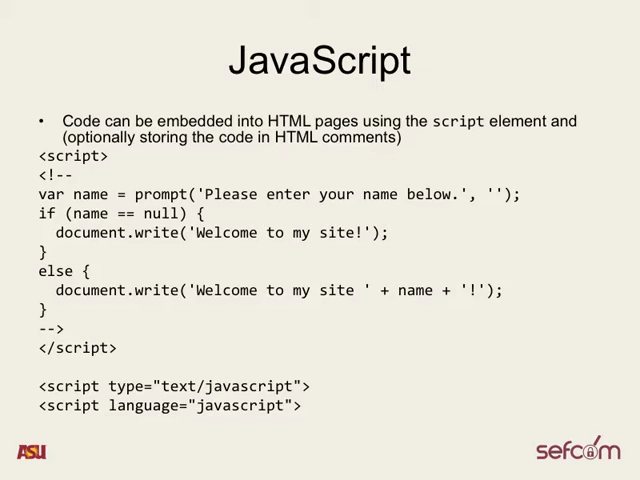 JavaScript
• Code can be embedded into HTML pages using the script element and
(optionally storing the code in HTML comments)
<script>
<!--
var name = prompt('Please enter your name below.', '');
if (name == null) {
  document.write('Welcome to my site!');
}
else {
  document.write('Welcome to my site ' + name + '!');
}
-->
</script>
<script type="text/javascript">
<script language="javascript">
ASU
sefcom